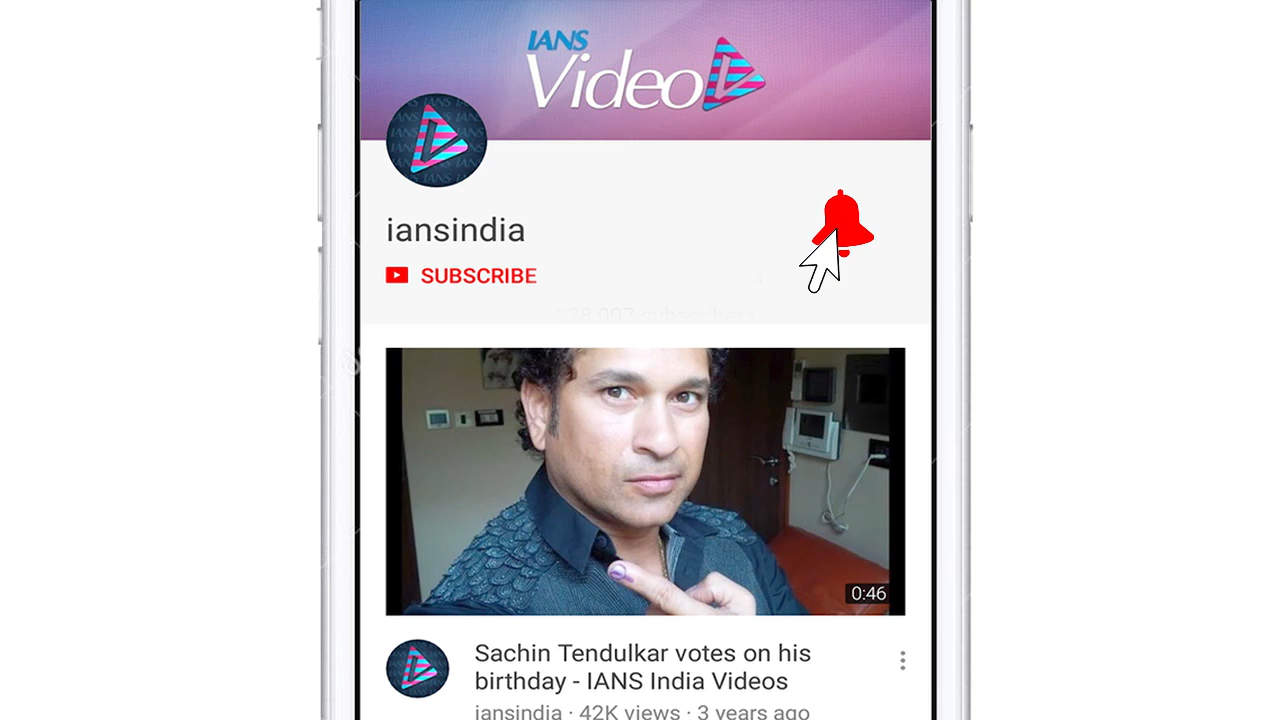 IANS
Video
iansindia
SUBSCRIBE
0:46
Sachin Tendulkar votes on his
birthday - IANS India Videos
iansindia · 42K views · 3 years ago